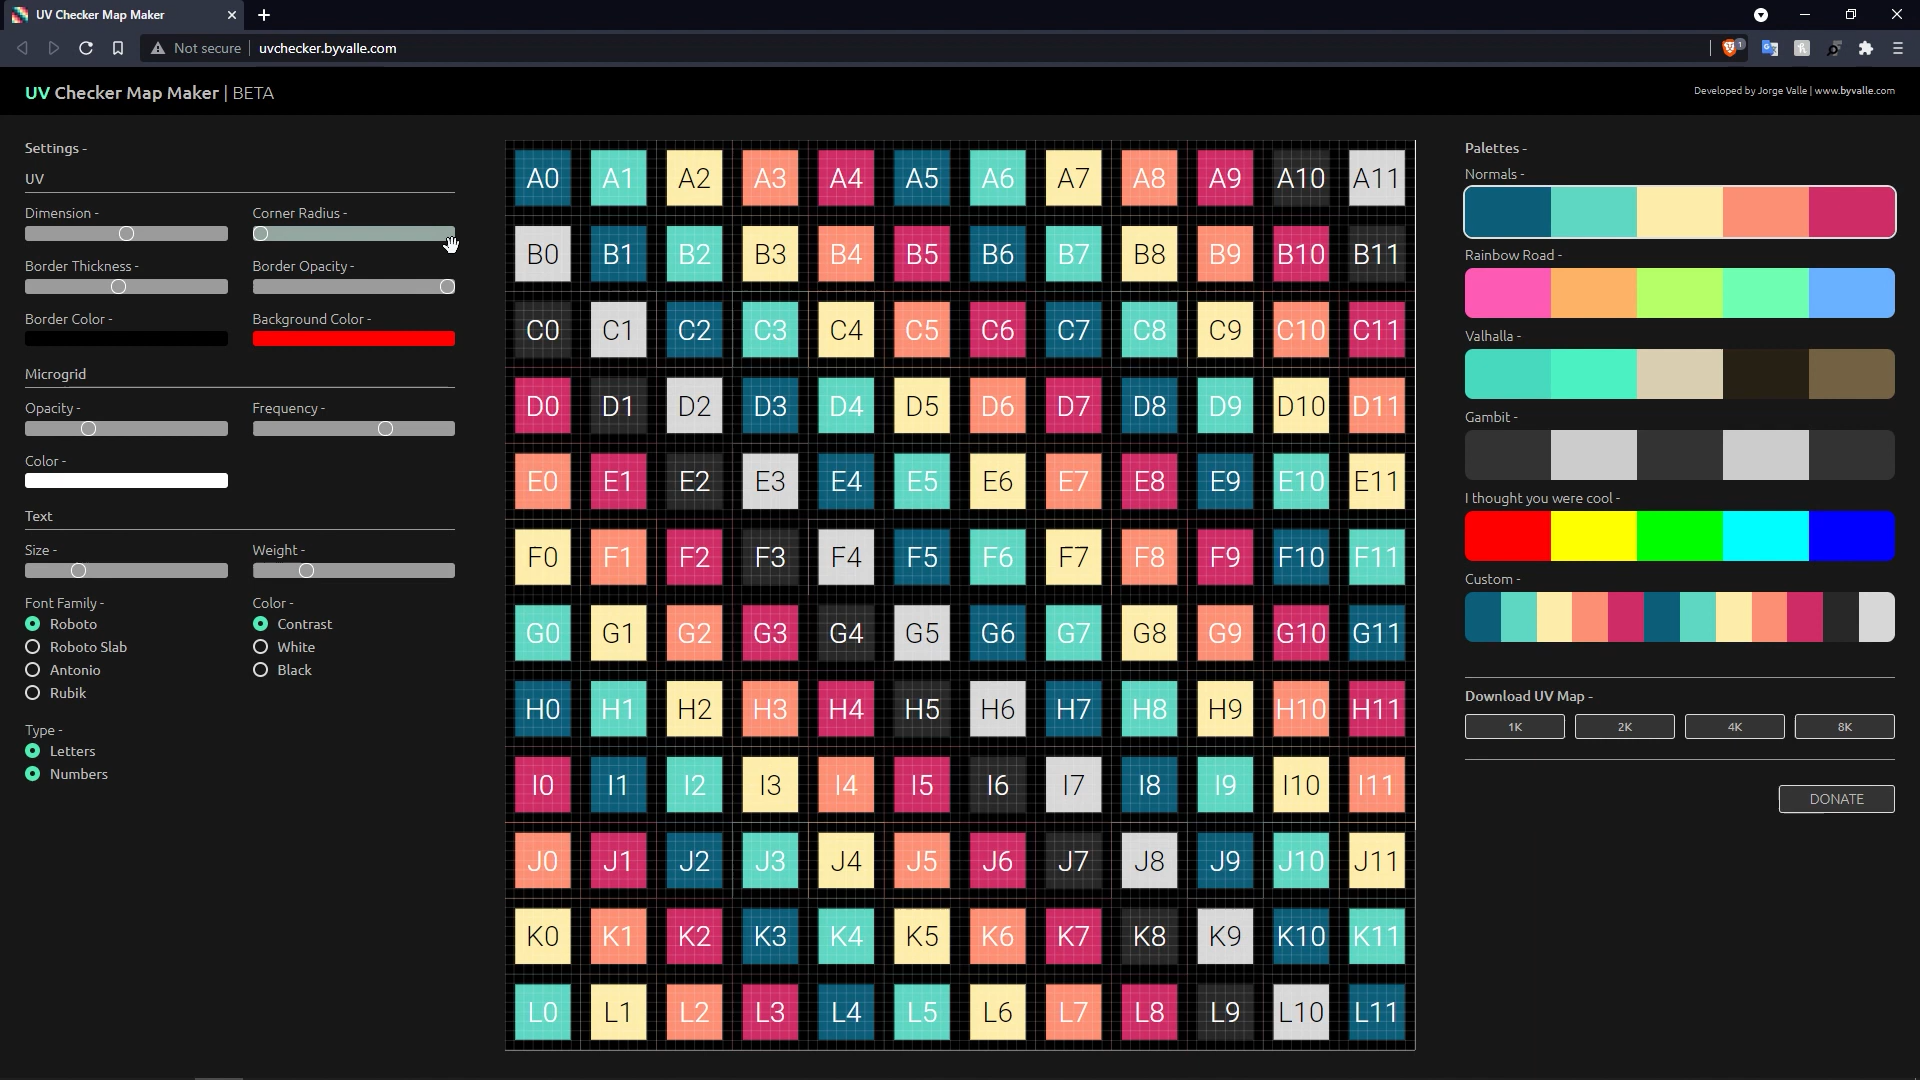 UV Checker Map Maker
Not secure uvchecker.byvalle.com
1
UV Checker Map Maker | BETA
Developed by Jorge Valle | www.byvalle.com
Settings -
UV
Dimension - Corner Radius -
Border Thickness - Border Opacity -
Border Color - Background Color -
Microgrid
Opacity - Frequency -
Color -
Text
Size - Weight -
Font Family - Color -
Roboto Contrast
Roboto Slab White
Antonio Black
Rubik
Type -
Letters
Numbers
A0 A1 A2 A3 A4 A5 A6 A7 A8 A9 A10 A11
B0 B1 B2 B3 B4 B5 B6 B7 B8 B9 B10 B11
C0 C1 C2 C3 C4 C5 C6 C7 C8 C9 C10 C11
D0 D1 D2 D3 D4 D5 D6 D7 D8 D9 D10 D11
E0 E1 E2 E3 E4 E5 E6 E7 E8 E9 E10 E11
F0 F1 F2 F3 F4 F5 F6 F7 F8 F9 F10 F11
G0 G1 G2 G3 G4 G5 G6 G7 G8 G9 G10 G11
H0 H1 H2 H3 H4 H5 H6 H7 H8 H9 H10 H11
I0 I1 I2 I3 I4 I5 I6 I7 I8 I9 I10 I11
J0 J1 J2 J3 J4 J5 J6 J7 J8 J9 J10 J11
K0 K1 K2 K3 K4 K5 K6 K7 K8 K9 K10 K11
L0 L1 L2 L3 L4 L5 L6 L7 L8 L9 L10 L11
Palettes -
Normals -
Rainbow Road -
Valhalla -
Gambit -
I thought you were cool -
Custom -
Download UV Map -
1K 2K 4K 8K
DONATE